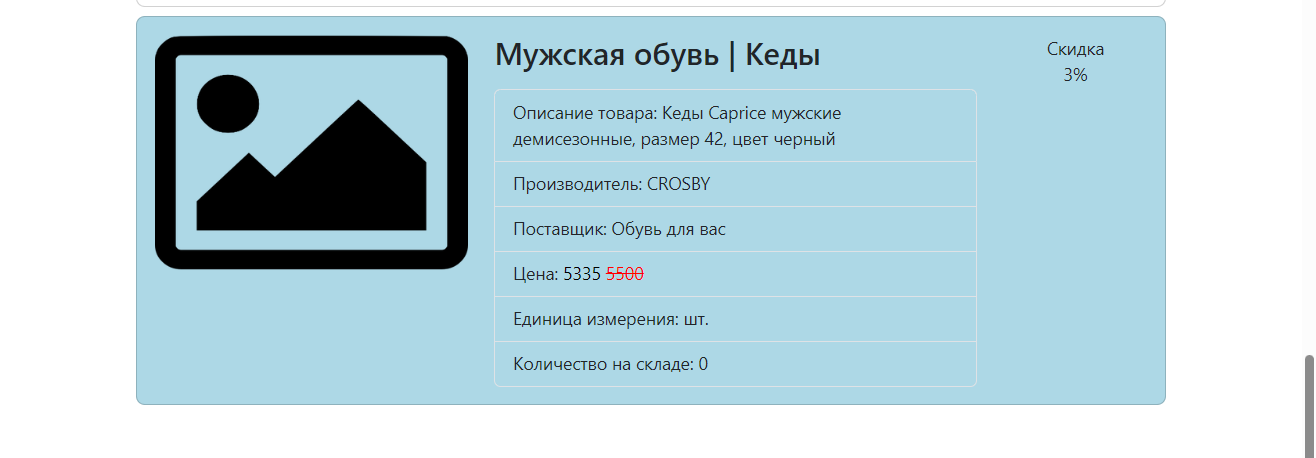 Мужская обувь | Кеды
Скидка
3%
Описание товара: Кеды Caprice мужские
демисезонные, размер 42, цвет черный
Производитель: CROSBY
Поставщик: Обувь для вас
Цена: 5335 5500
Единица измерения: шт.
Количество на складе: 0